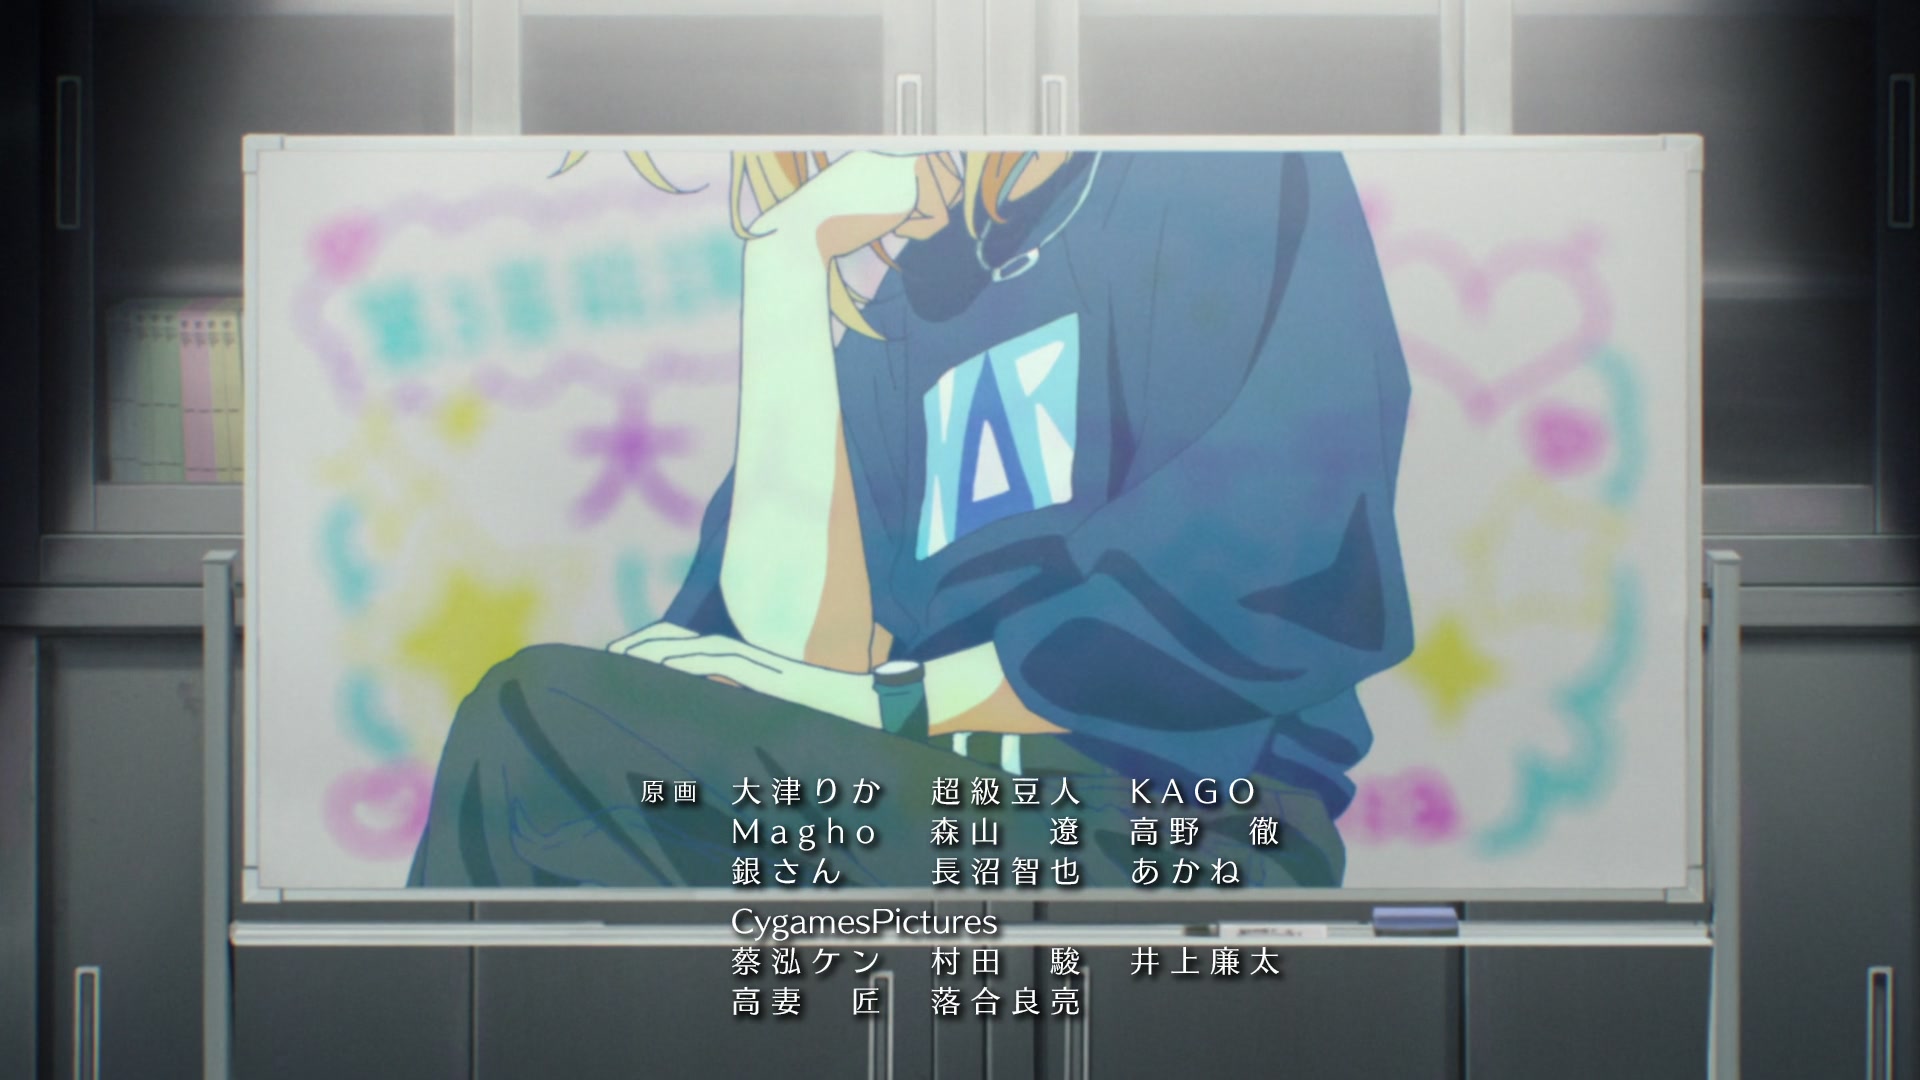 大
原画 大津りか 超級豆人 KAGO
Magho 森山 遼 高野 徹
銀さん 長沼智也 あかね
CygamesPictures
蔡泓ケン 村田 駿 井上廉太
高妻 匠 落合良亮